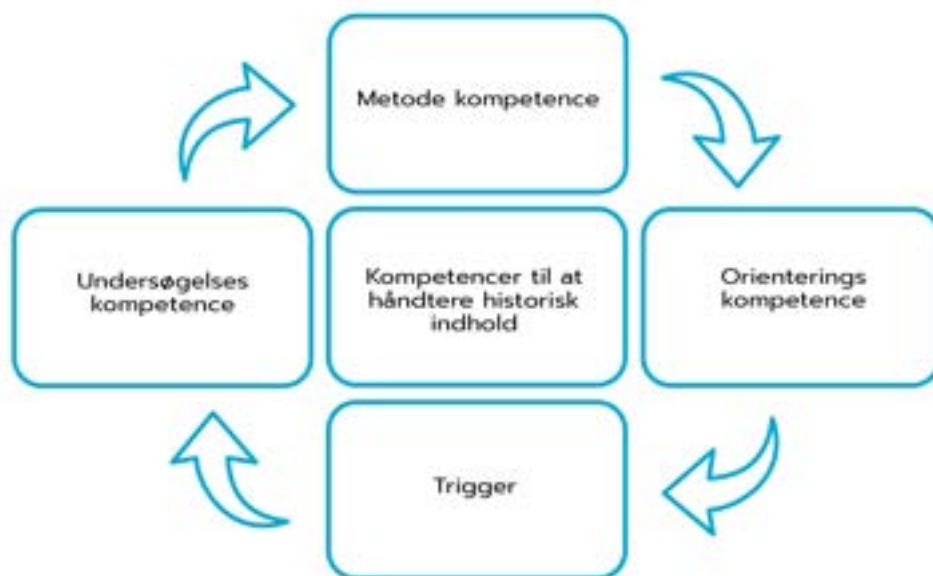 Metode kompetence
Undersøgelses
kompetence
Kompetencer til at
håndtere historisk
indhold
Orienterings
kompetence
Trigger